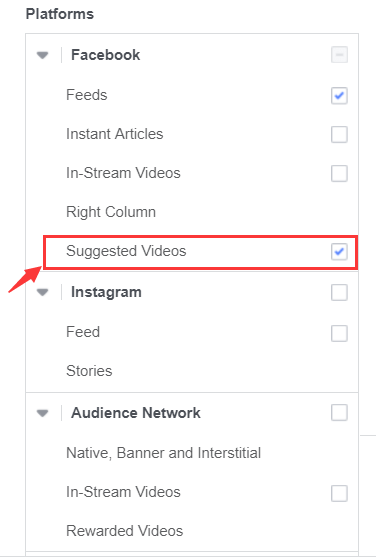 Platforms
Facebook
Feeds
Instant Articles
In-Stream Videos
Right Column
Suggested Videos
Instagram
Feed
Stories
Audience Network
Native, Banner and Interstitial
In-Stream Videos
Rewarded Videos